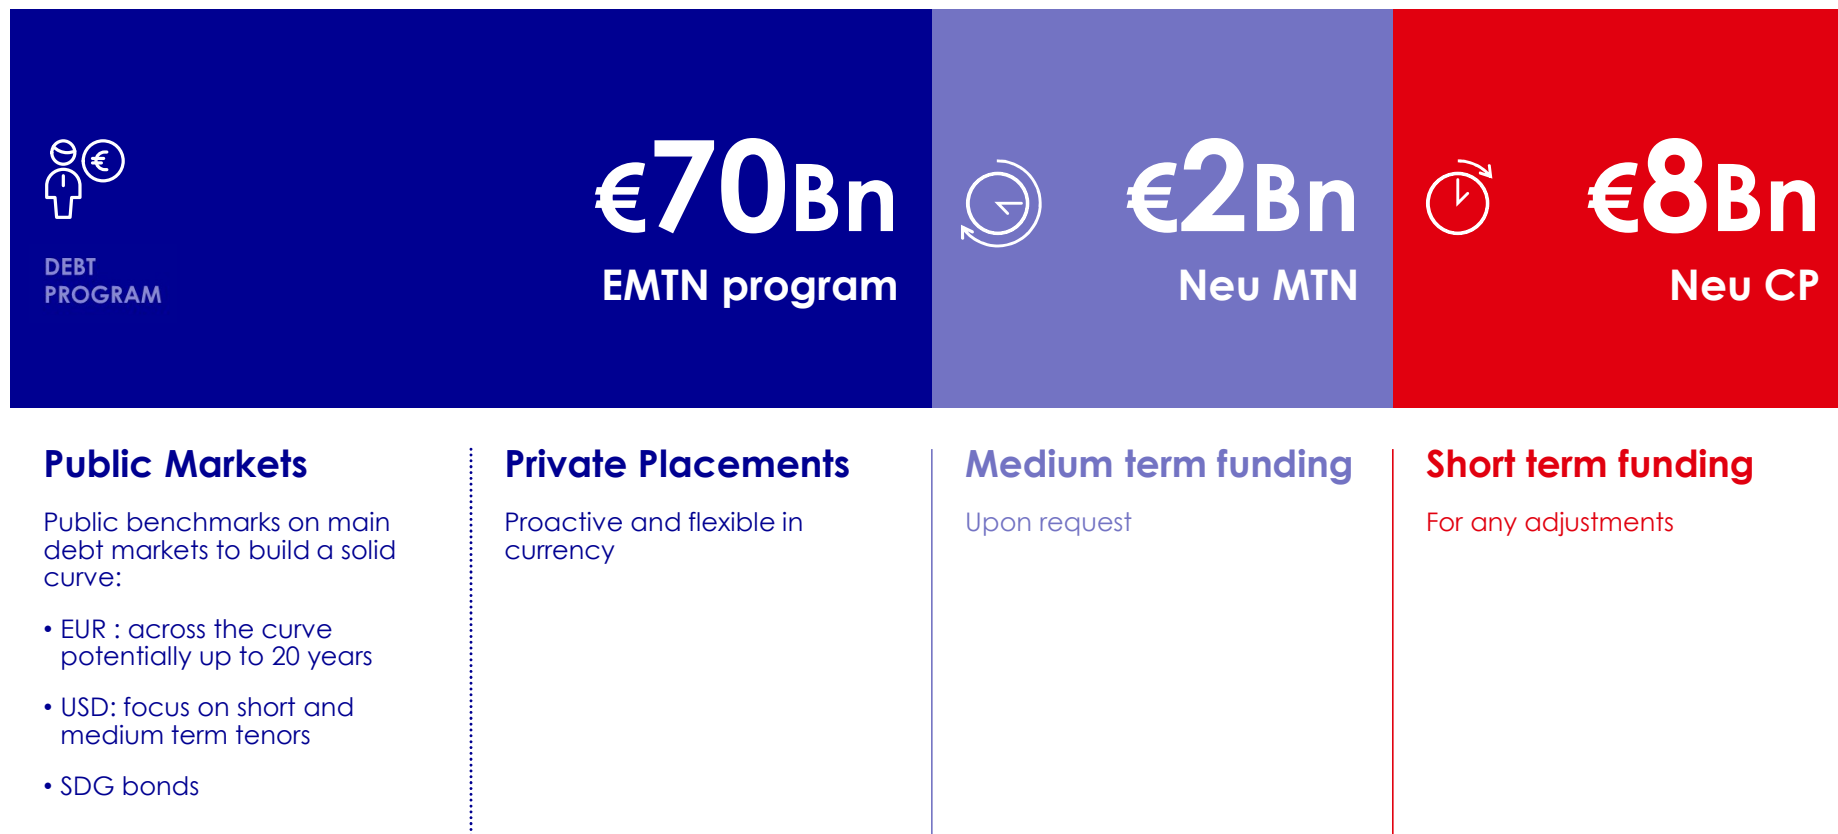 DEBT
PROGRAM
€70Bn
EMTN program
€2Bn
Neu MTN
€8Bn
Neu CP
Public Markets
Public benchmarks on main
debt markets to build a solid
curve:
• EUR : across the curve
potentially up to 20 years
• USD: focus on short and
medium term tenors
• SDG bonds
Private Placements
Proactive and flexible in
currency
Medium term funding
Upon request
Short term funding
For any adjustments